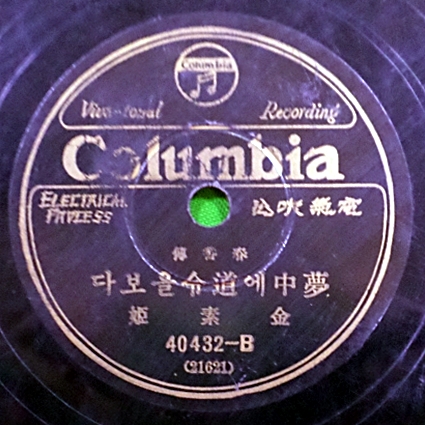 Columbia
Viva-tonal Recording
Columbia
ELECTRICAL
PROCESS
電氣吹込
春香傳
夢中에道令을보다
金素姬
40432-B
(21621)